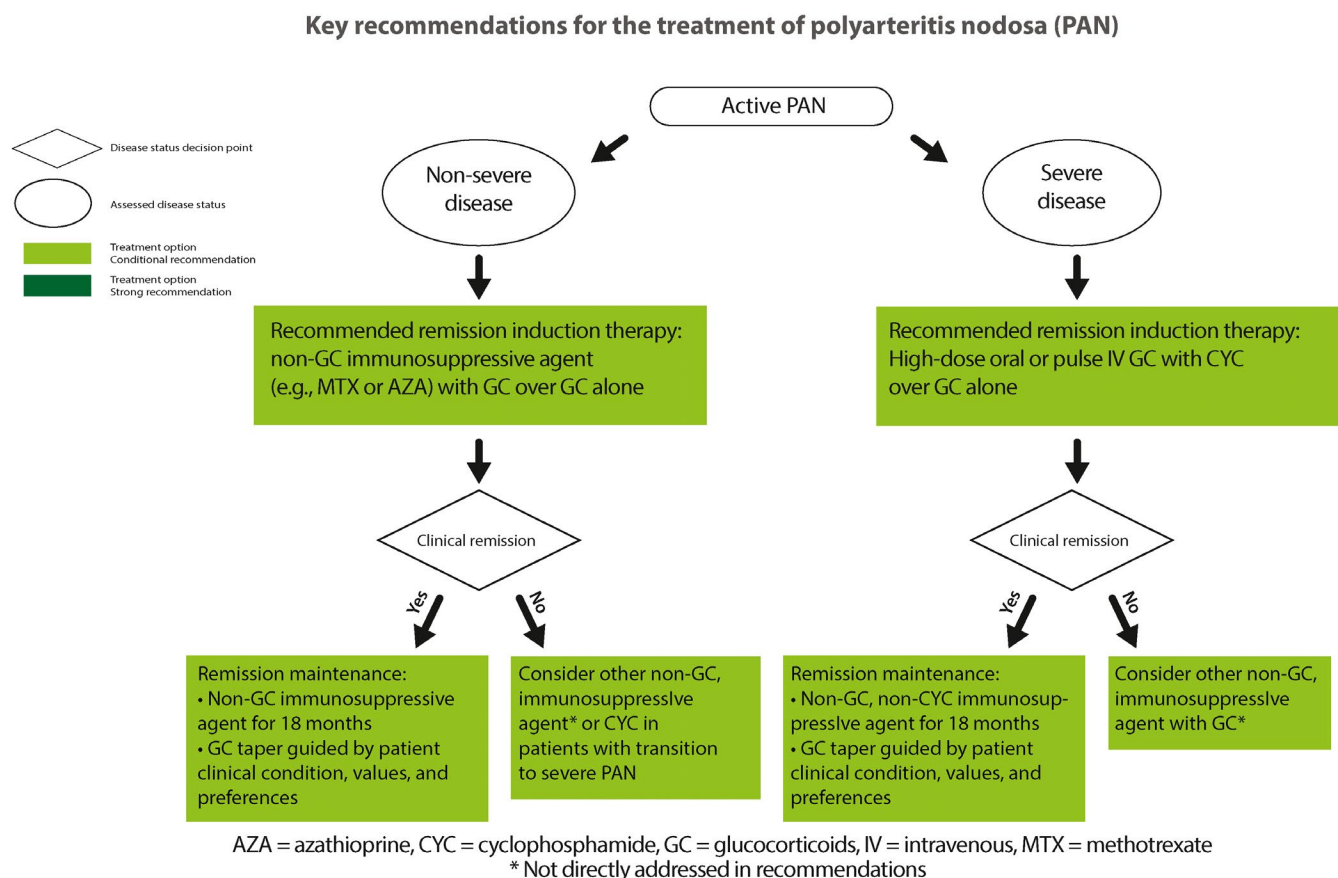 Key recommendations for the treatment of polyarteritis nodosa (PAN)
Active PAN
Disease status decision point
Assessed disease status
Treatment option
Conditional recommendation
Treatment option
Strong recommendation
Non-severe
disease
Severe
disease
Recommended remission induction therapy:
non-GC immunosuppressive agent
(e.g., MTX or AZA) with GC over GC alone
Recommended remission induction therapy:
High-dose oral or pulse IV GC with CYC
over GC alone
Clinical remission
Clinical remission
Yes
No
Yes
No
Remission maintenance:
• Non-GC immunosuppressive
agent for 18 months
• GC taper guided by patient
clinical condition, values, and
preferences
Consider other non-GC,
immunosuppresslve
agent* or CYC in
patients with transition
to severe PAN
Remission maintenance:
• Non-GC, non-CYC immunosup-
presslve agent for 18 months
• GC taper guided by patient
clinical condition, values, and
preferences
Consider other non-GC,
immunosuppresslve
agent with GC*
AZA = azathioprine, CYC = cyclophosphamide, GC = glucocorticoids, IV = intravenous, MTX = methotrexate
* Not directly addressed in recommendations